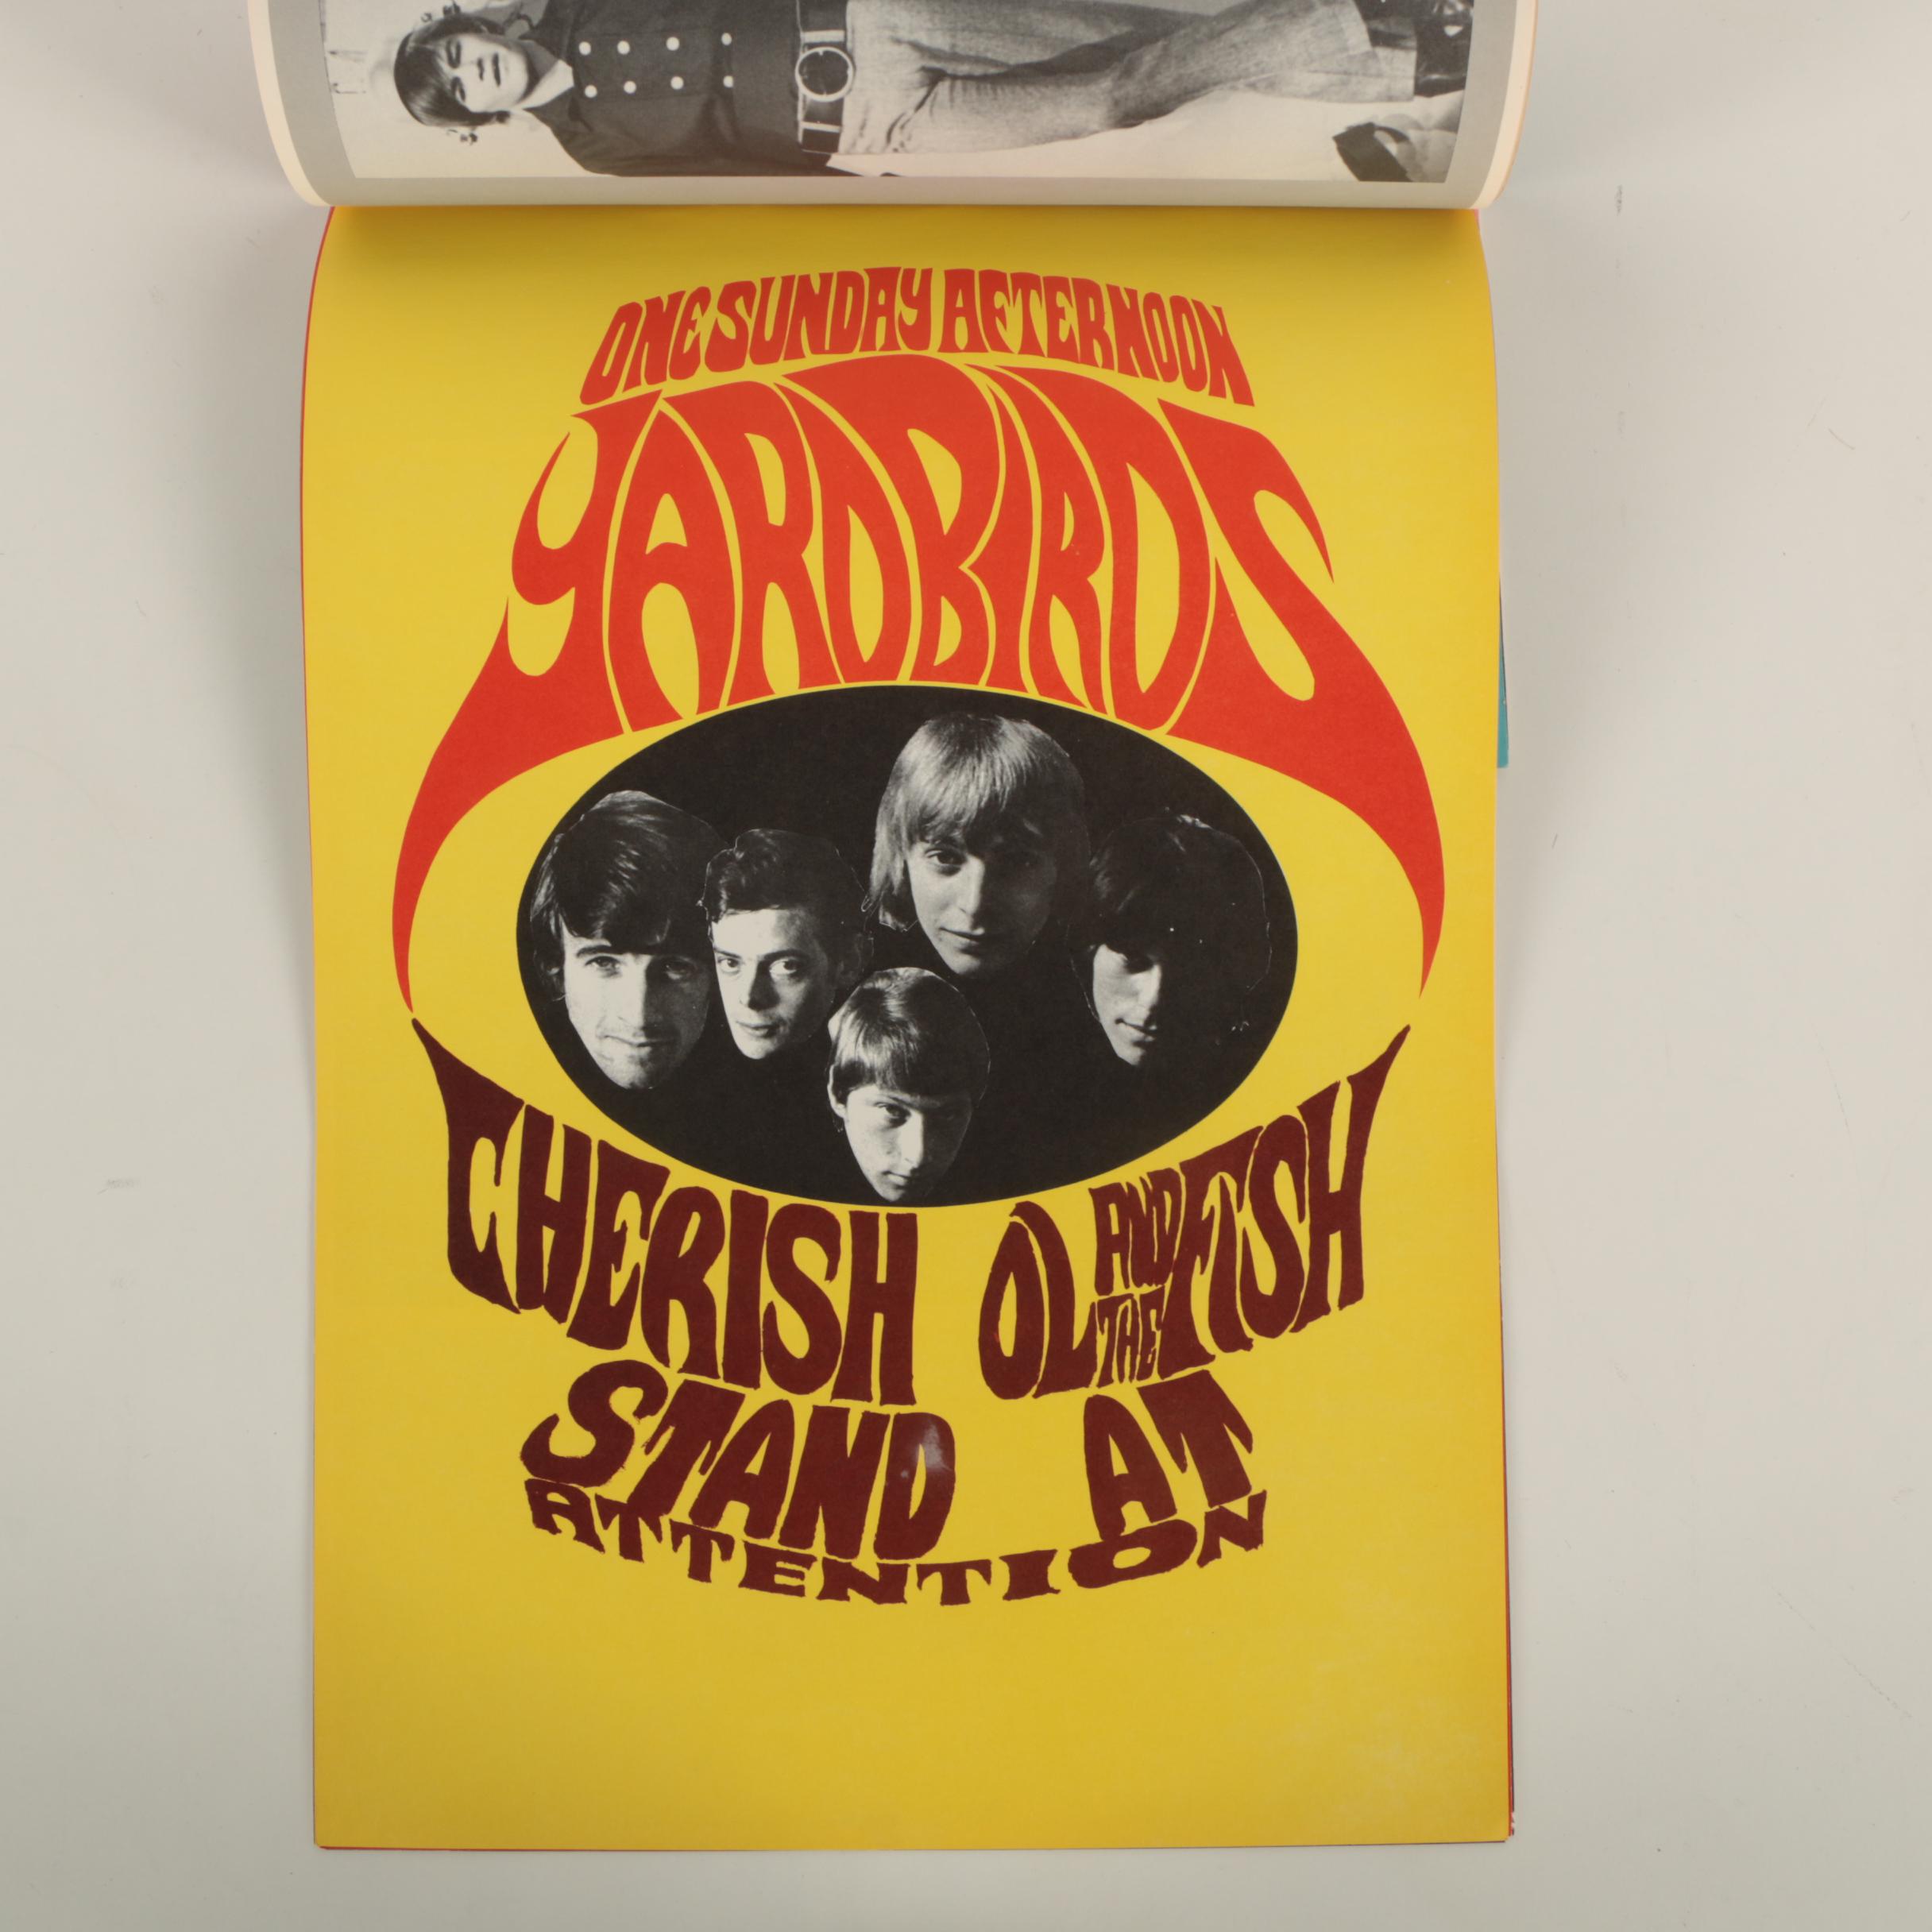 ONE SUNDAY AFTERNOON
YARDBIRDS
CHERISH OL AND THE FISH
STAND AT
ATTENTION